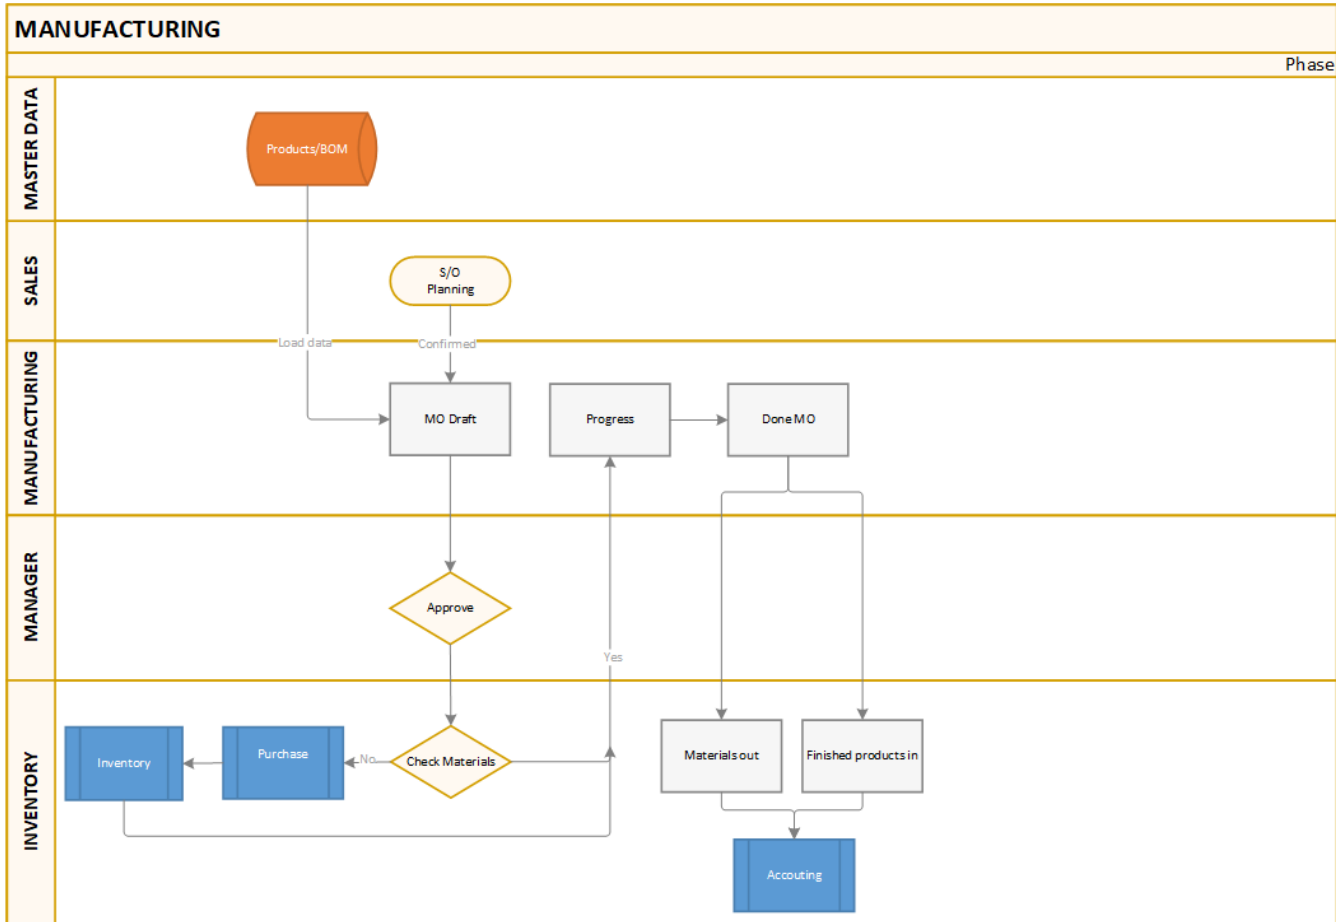 MANUFACTURING
Phase
MASTER DATA
Products/BOM
SALES
S/O
Planning
Load data
Confirmed
MANUFACTURING
MO Draft
Progress
Done MO
MANAGER
Approve
Yes
INVENTORY
Inventory
Purchase
No
Check Materials
Materials out
Finished products in
Accouting